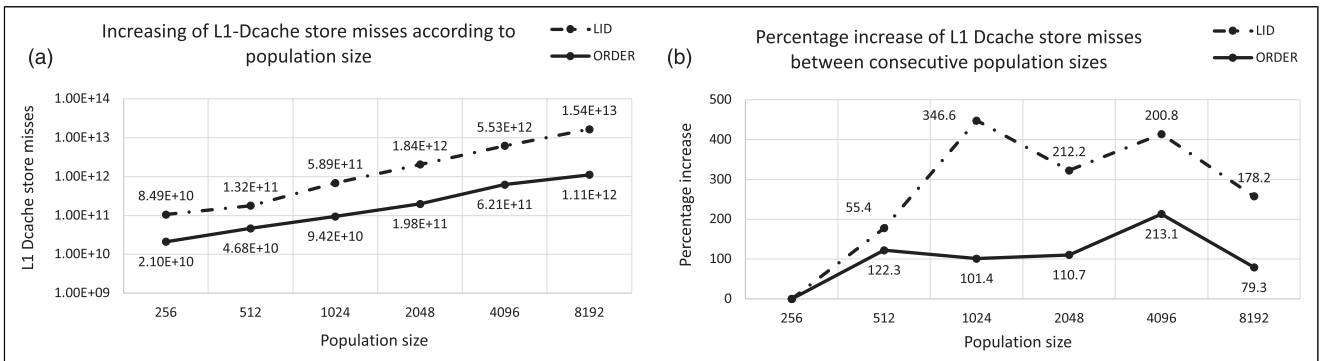 (a)
Increasing of L1-Dcache store misses according to
population size
LID
ORDER
L1 Dcache store misses
1.00E+14
1.00E+13
1.00E+12
1.00E+11
1.00E+10
1.00E+09
8.49E+10
1.32E+11
5.89E+11
1.84E+12
5.53E+12
1.54E+13
2.10E+10
4.68E+10
9.42E+10
1.98E+11
6.21E+11
1.11E+12
256 512 1024 2048 4096 8192
Population size
(b)
Percentage increase of L1 Dcache store misses
between consecutive population sizes
LID
ORDER
Percentage increase
500
400
300
200
100
0
55.4
346.6
212.2
200.8
178.2
122.3
101.4
110.7
213.1
79.3
256 512 1024 2048 4096 8192
Population size